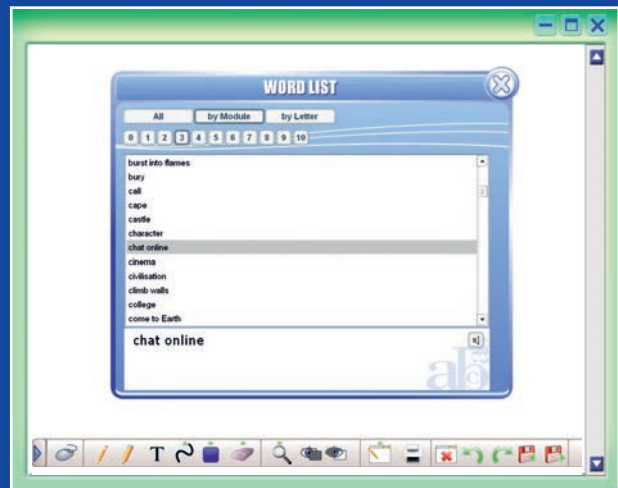 WORD LIST
All by Module by Letter
0 1 2 3 4 5 6 7 8 9 10
burst into flames
bury
call
cape
castle
character
chat online
cinema
civilisation
climb walls
college
come to Earth
chat online
abc
T